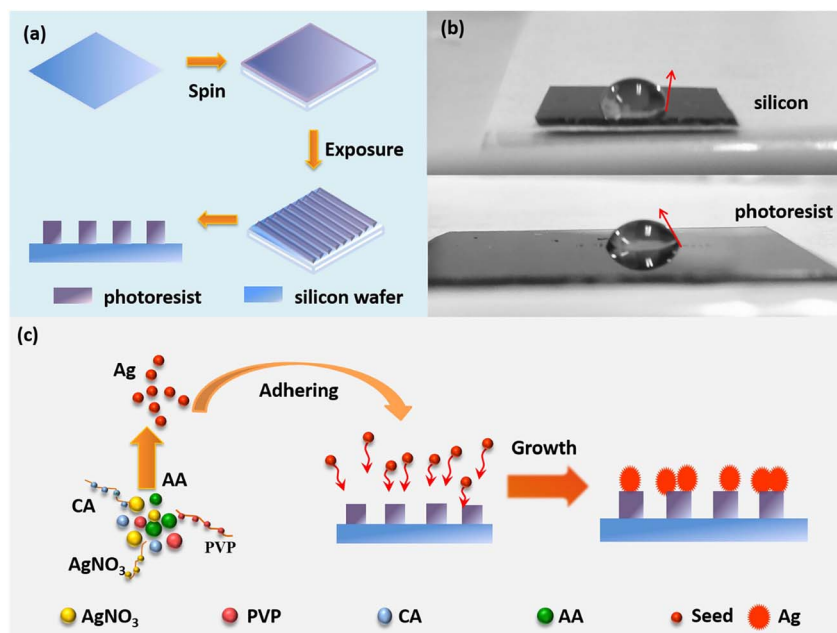 (a)
Spin
Exposure
photoresist
silicon wafer
(b)
silicon
photoresist
(c)
Ag
Adhering
AA
CA
PVP
AgNO₃
Growth
AgNO₃
PVP
CA
AA
Seed
Ag